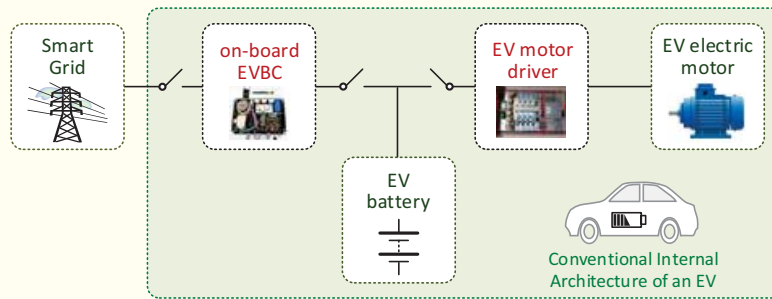 Smart
Grid
on-board
EVBC
EV motor
driver
EV electric
motor
EV
battery
Conventional Internal
Architecture of an EV